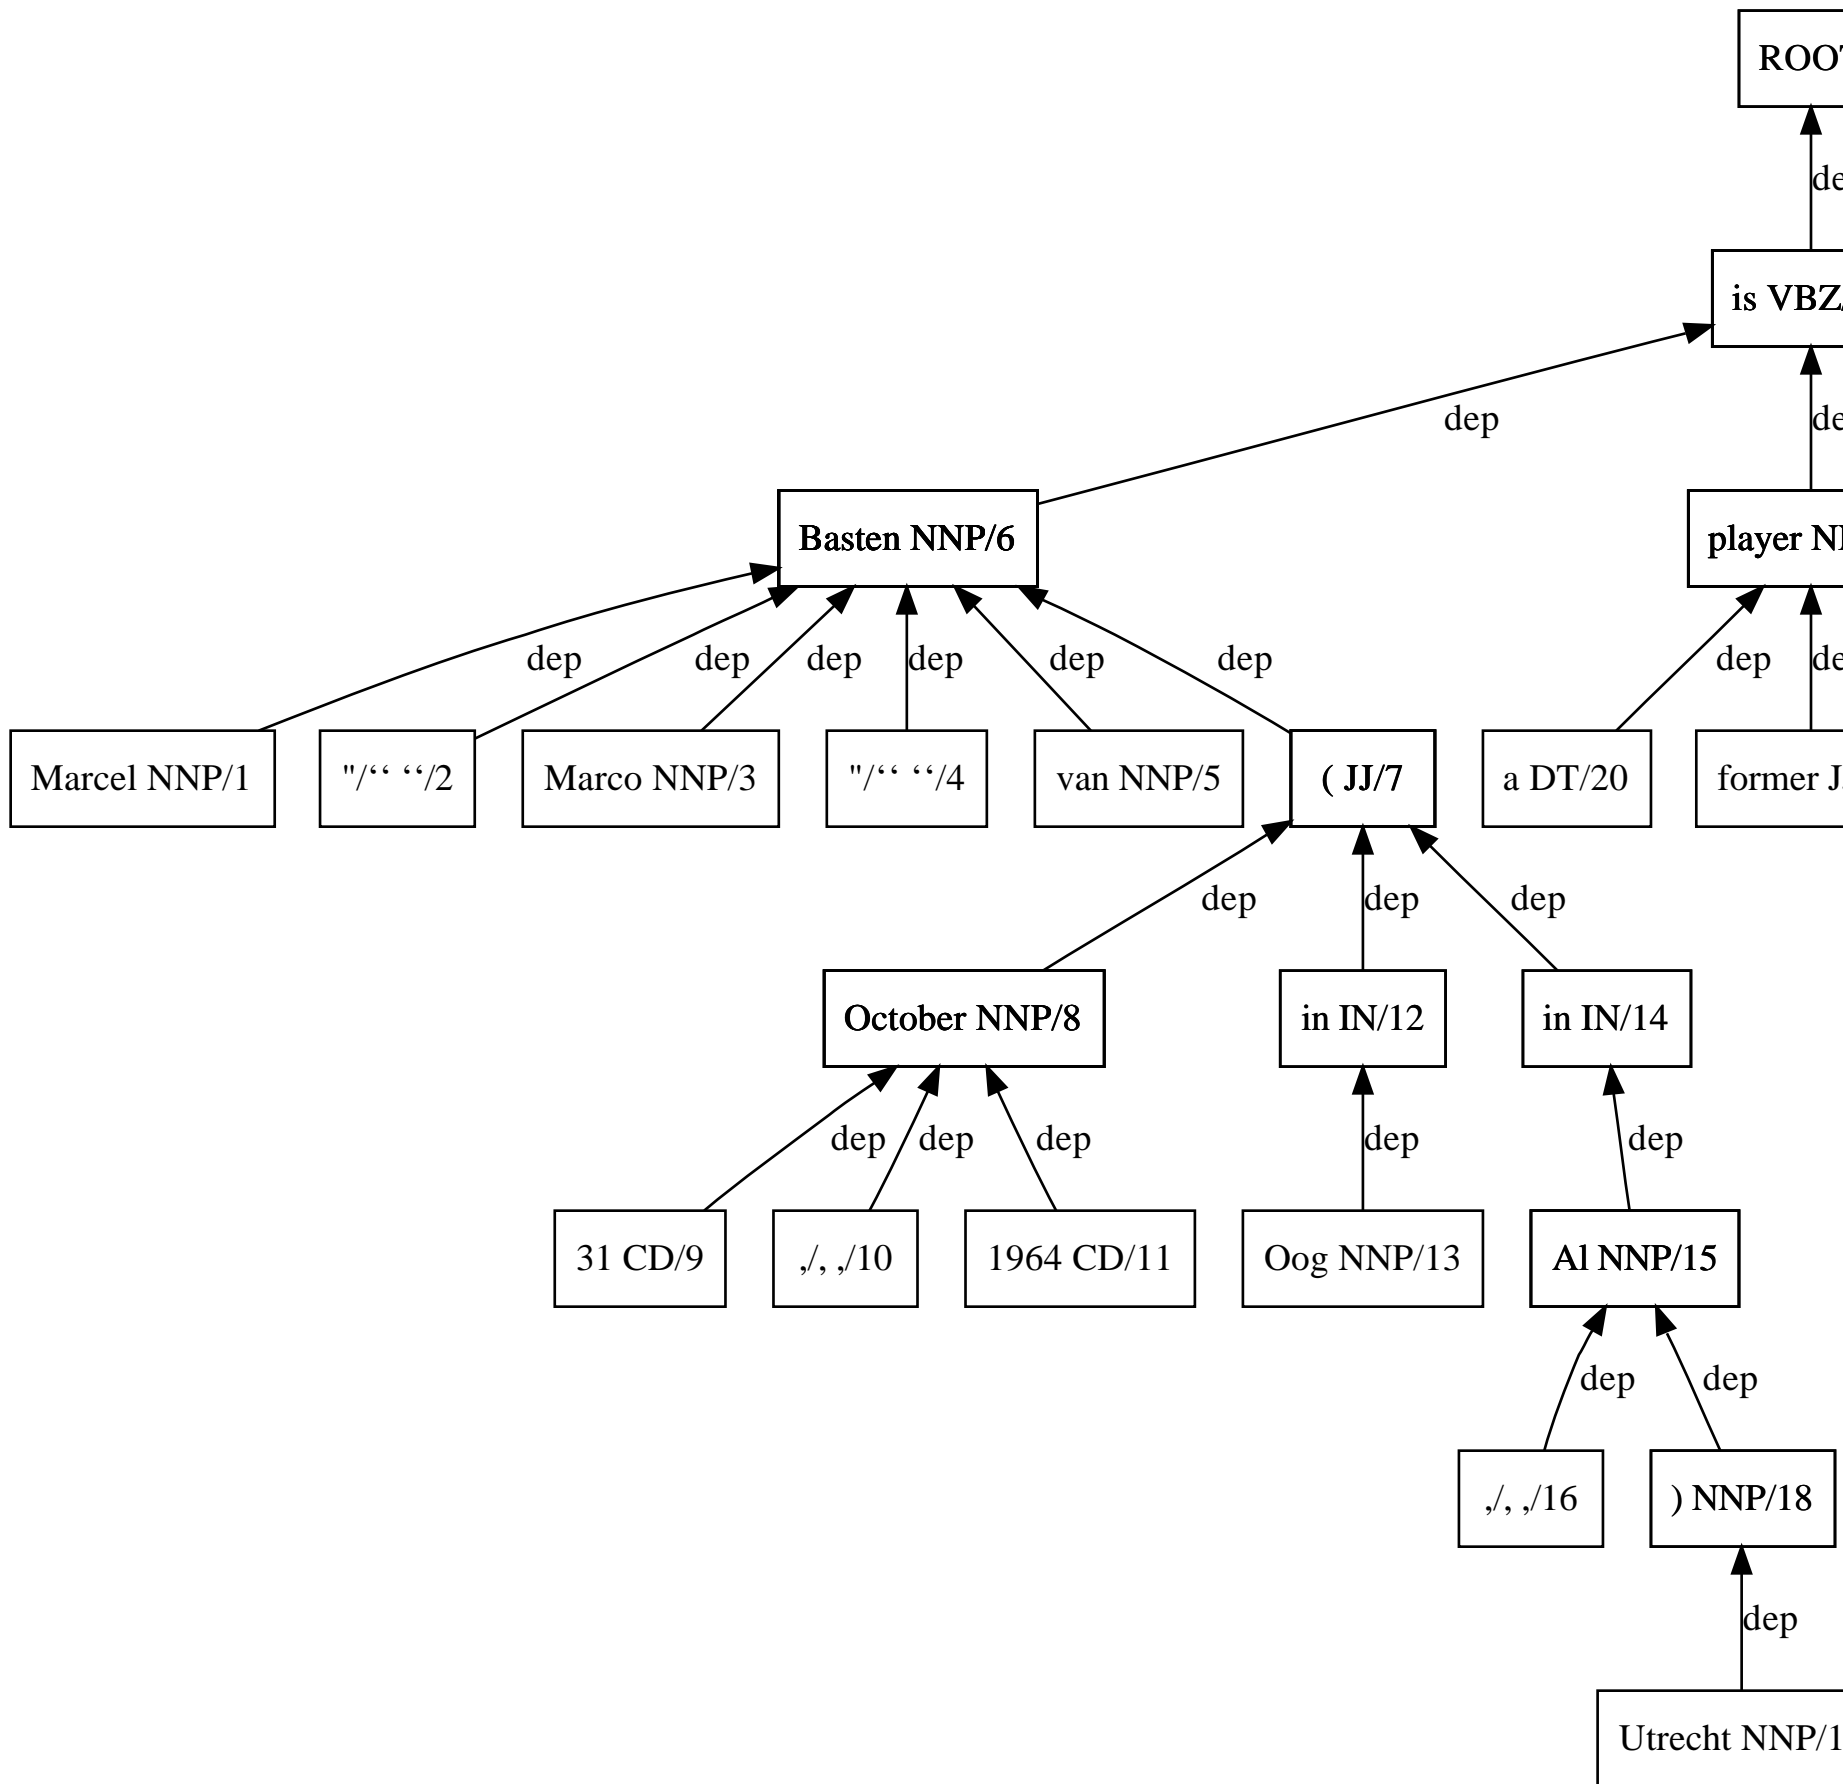 ROOT
de
is VBZ/
dep
de
Basten NNP/6
player N
dep
dep
dep
dep
dep
dep
dep
de
Marcel NNP/1
"/“ “/2
Marco NNP/3
"/“ “/4
van NNP/5
( JJ/7
a DT/20
former J
dep
dep
dep
October NNP/8
in IN/12
in IN/14
dep
dep
dep
dep
dep
31 CD/9
,/, ,/10
1964 CD/11
Oog NNP/13
Al NNP/15
dep
dep
,/, ,/16
) NNP/18
dep
Utrecht NNP/1